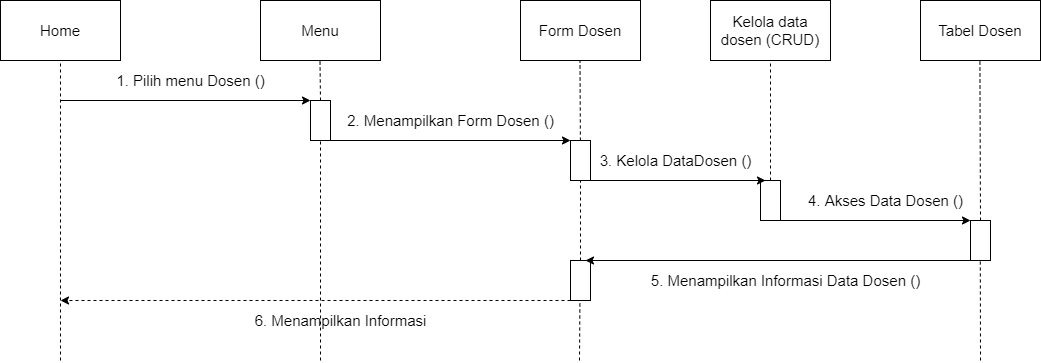 Home
Menu
Form Dosen
Kelola data
dosen (CRUD)
Tabel Dosen
1. Pilih menu Dosen ()
2. Menampilkan Form Dosen ()
3. Kelola DataDosen ()
4. Akses Data Dosen ()
5. Menampilkan Informasi Data Dosen ()
6. Menampilkan Informasi